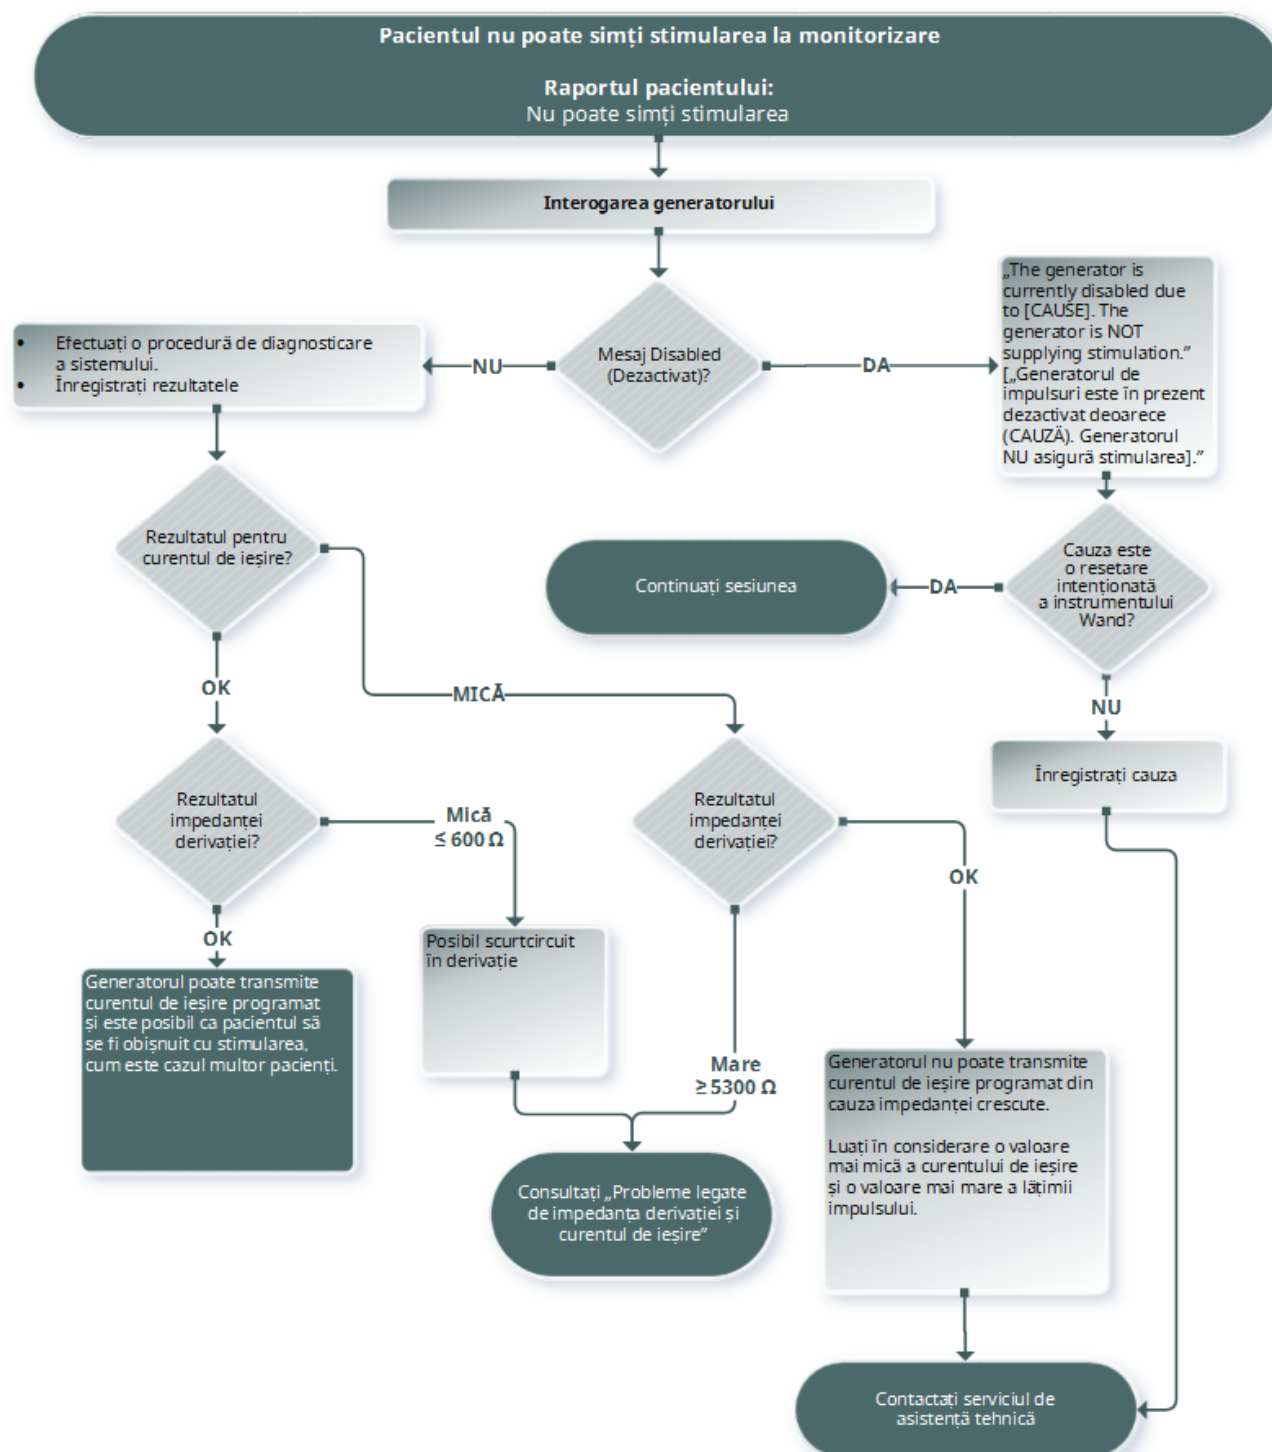 Pacientul nu poate simți stimularea la monitorizare
Raportul pacientului:
Nu poate simți stimularea
Interogarea generatorului
„The generator is
currently disabled due
to [CAUSE]. The
generator is NOT
supplying stimulation.”
[„Generatorul de
impulsuri este în prezent
dezactivat deoarece
(CAUZĂ). Generatorul
NU asigură stimularea].”
• Efectuați o procedură de diagnosticare
a sistemului.
• Înregistrați rezultatele
NU
Mesaj Disabled
(Dezactivat)?
DA
Rezultatul pentru
curentul de ieșire?
Continuați sesiunea
DA
Cauza este
o resetare
intenționată
a instrumentului
Wand?
OK
MICĂ
NU
Înregistrați cauza
Rezultatul
impedanței
derivației?
Mică
≤ 600 Ω
Rezultatul
impedanței
derivației?
OK
OK
Posibil scurtcircuit
în derivație
Generatorul poate transmite
curentul de ieșire programat
și este posibil ca pacientul să
se fi obișnuit cu stimularea,
cum este cazul multor pacienți.
Mare
≥ 5300 Ω
Generatorul nu poate transmite
curentul de ieșire programat din
cauza impedanței crescute.
Luați în considerare o valoare
mai mică a curentului de ieșire
și o valoare mai mare a lățimii
impulsului.
Consultați „Probleme legate
de impedanța derivației și
curentul de ieșire”
Contactați serviciul de
asistență tehnică